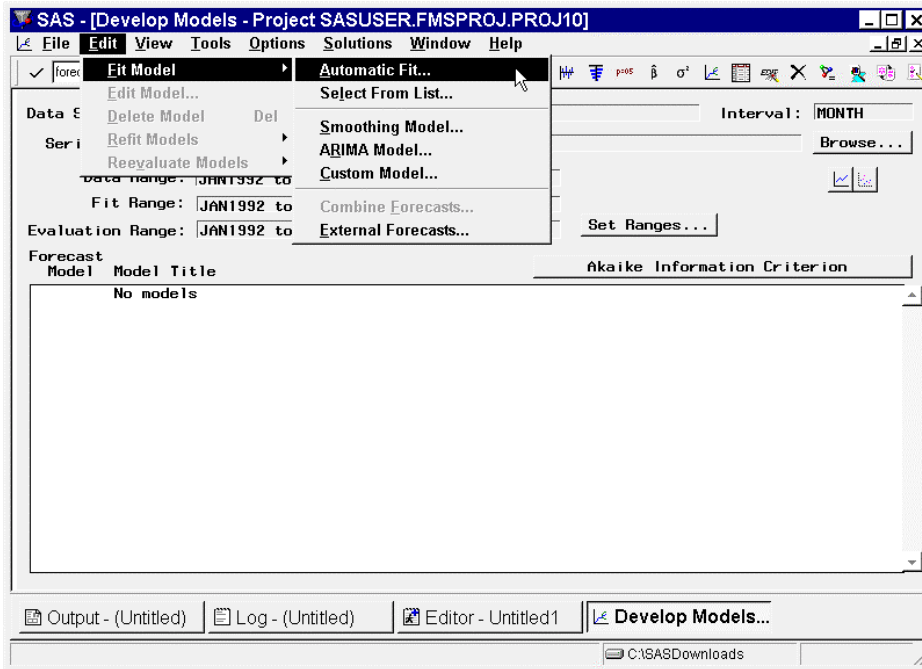 SAS - [Develop Models - Project SASUSER.FMSPROJ.PROJ10]
File Edit View Tools Options Solutions Window Help
forec
Fit Model
Edit Model...
Delete Model Del
Refit Models
Reevaluate Models
Automatic Fit...
Select From List...
Smoothing Model...
ARIMA Model...
Custom Model...
Combine Forecasts...
External Forecasts...
Data S
Interval: MONTH
Seri
Browse...
Data Range: JAN1992 to
Fit Range: JAN1992 to
Evaluation Range: JAN1992 to
Set Ranges...
Forecast
Model Model Title
Akaike Information Criterion
No models
Output - (Untitled) Log - (Untitled) Editor - Untitled1 Develop Models...
C:\SASDownloads